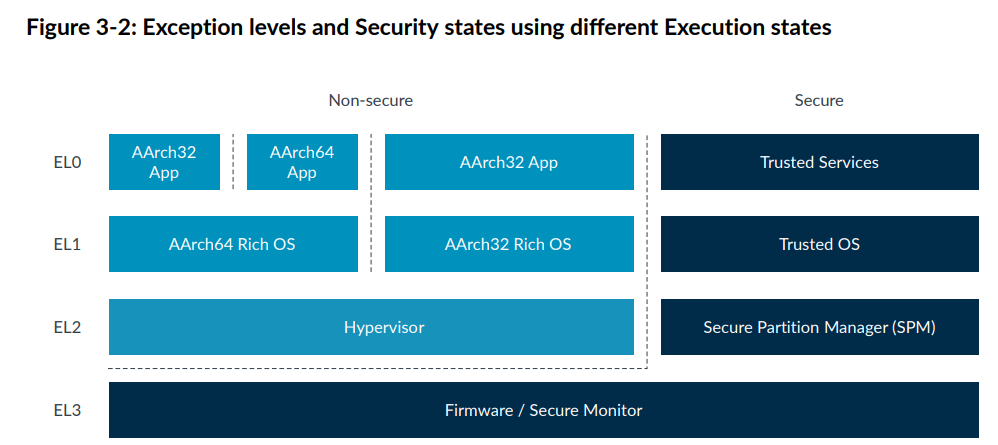 Figure 3-2: Exception levels and Security states using different Execution states
Non-secure
Secure
EL0
AArch32
App
AArch64
App
AArch32 App
Trusted Services
EL1
AArch64 Rich OS
AArch32 Rich OS
Trusted OS
EL2
Hypervisor
Secure Partition Manager (SPM)
EL3
Firmware / Secure Monitor